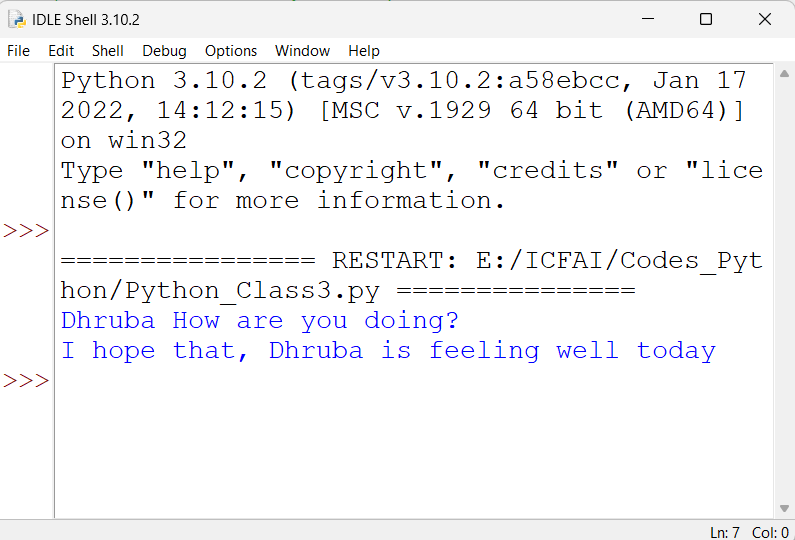 IDLE Shell 3.10.2
File Edit Shell Debug Options Window Help
Python 3.10.2 (tags/v3.10.2:a58ebcc, Jan 17
2022, 14:12:15) [MSC v.1929 64 bit (AMD64)]
on win32
Type "help", "copyright", "credits" or "lice
nse()" for more information.
>>>
================ RESTART: E:/ICFAI/Codes_Pyt
hon/Python_Class3.py ===============
Dhruba How are you doing?
I hope that, Dhruba is feeling well today
>>>
Ln: 7 Col: 0